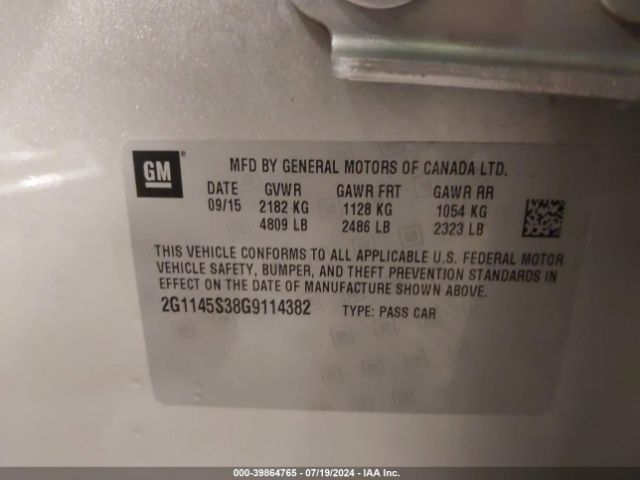 GM
MFD BY GENERAL MOTORS OF CANADA LTD.
DATE GVWR GAWR FRT GAWR RR
09/15 2182 KG 1128 KG 1054 KG
4809 LB 2486 LB 2323 LB
THIS VEHICLE CONFORMS TO ALL APPLICABLE U.S. FEDERAL MOTOR
VEHICLE SAFETY, BUMPER, AND THEFT PREVENTION STANDARDS IN
EFFECT ON THE DATE OF MANUFACTURE SHOWN ABOVE.
2G1145S38G9114382 TYPE: PASS CAR
000-39864765 - 07/19/2024 - IAAI.COM